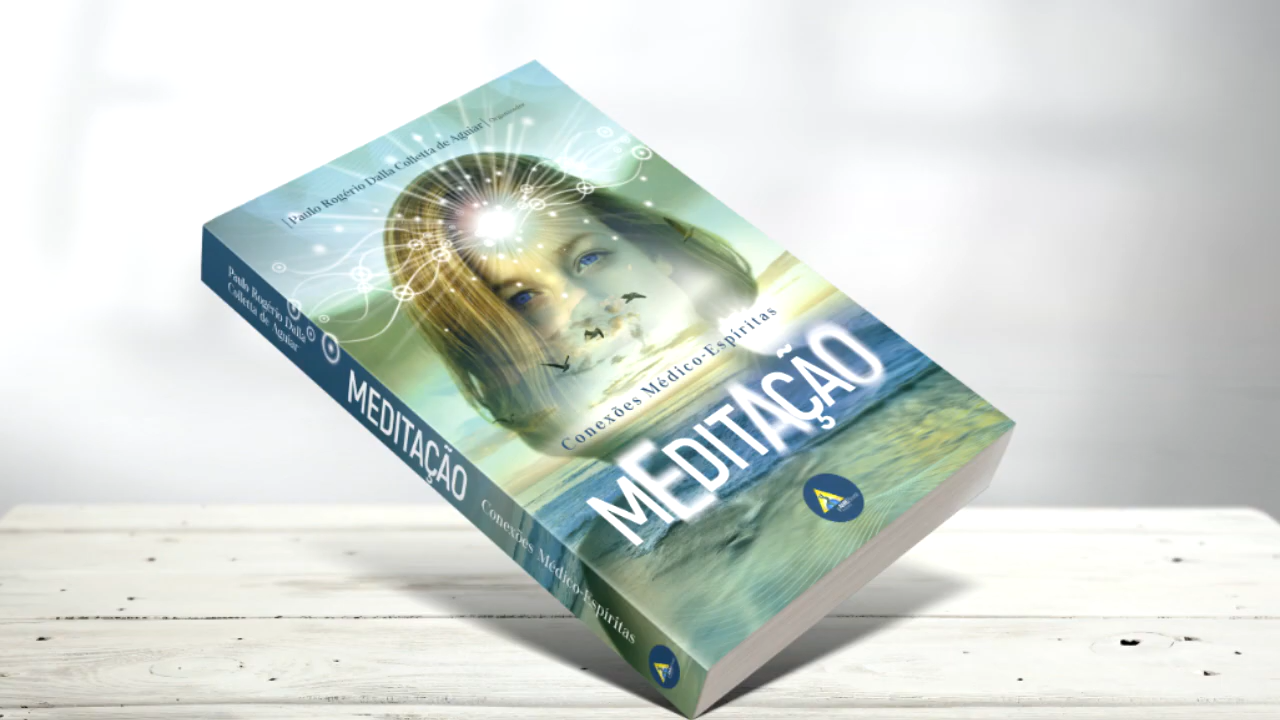 Paulo Rogério Dalla Colletta de Aguiar | Organizador
Conexões Médico-Espíritas
MEDITAÇÃO
Paulo Rogério Dalla
Colletta de Aguiar
MEDITAÇÃO
Conexões Médico-Espíritas